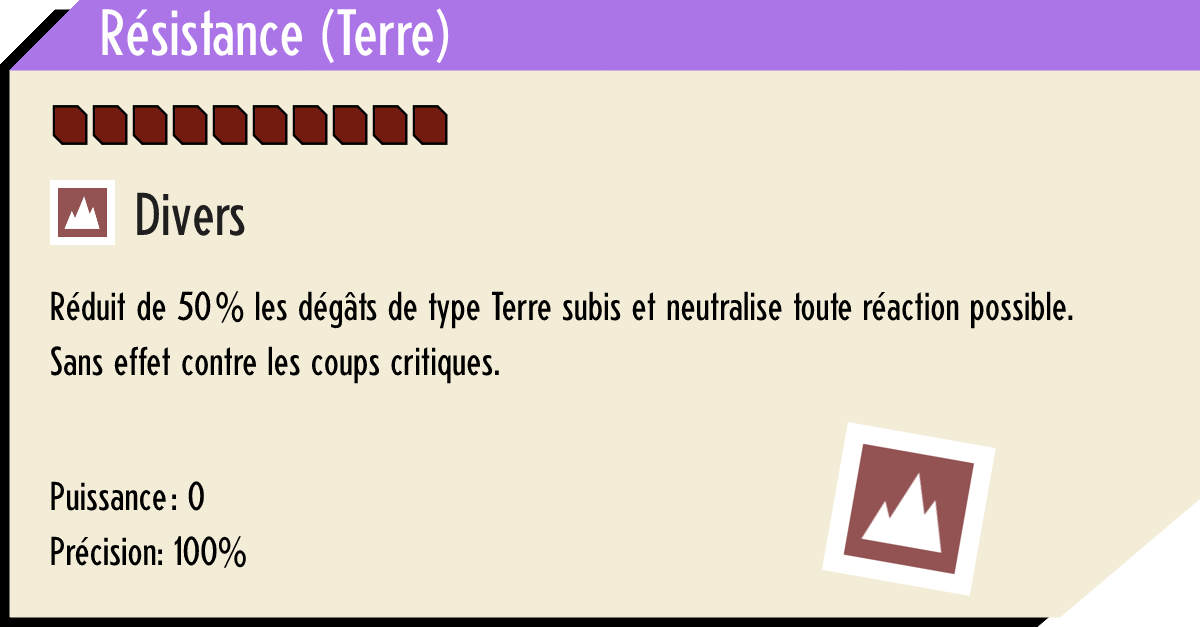 Résistance (Terre)
Divers
Réduit de 50% les dégâts de type Terre subis et neutralise toute réaction possible.
Sans effet contre les coups critiques.
Puissance : 0
Précision: 100%